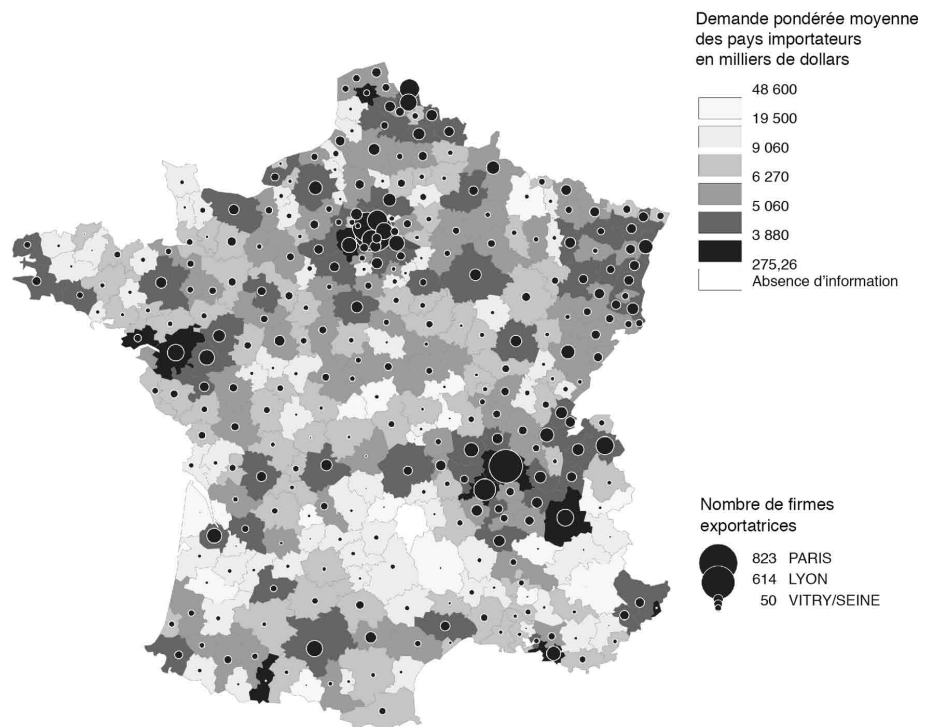 Demande pondérée moyenne
des pays importateurs
en milliers de dollars
48 600
19 500
9 060
6 270
5 060
3 880
275,26
Absence d'information
Nombre de firmes
exportatrices
823 PARIS
614 LYON
50 VITRY/SEINE